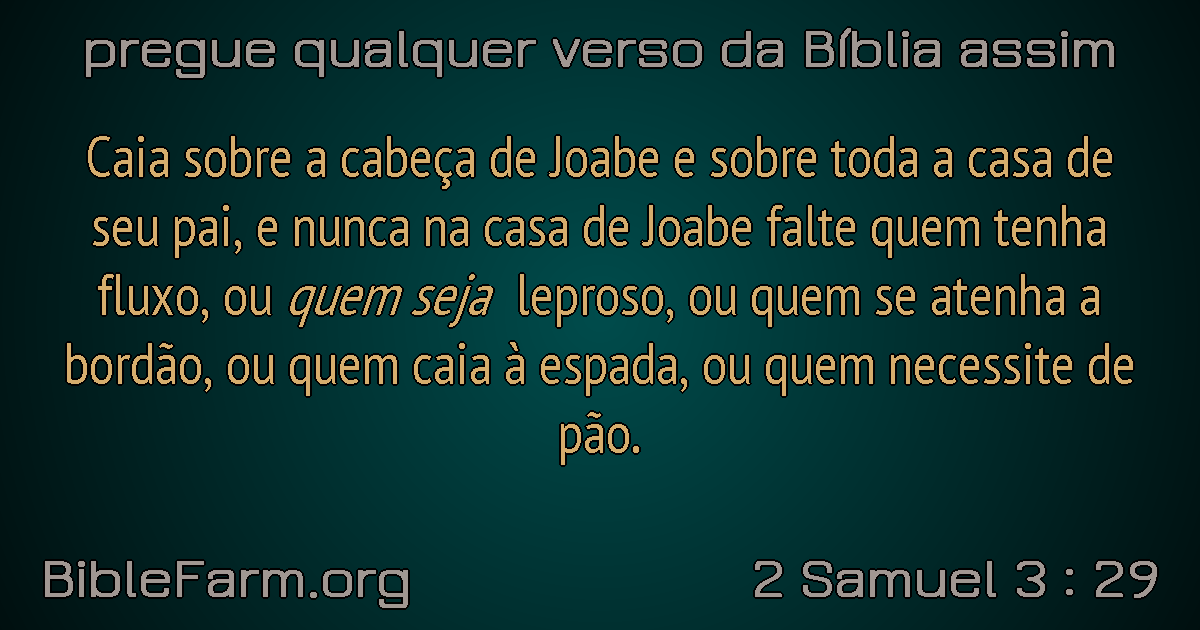 pregue qualquer verso da Bíblia assim
Caia sobre a cabeça de Joabe e sobre toda a casa de
seu pai, e nunca na casa de Joabe falte quem tenha
fluxo, ou quem seja leproso, ou quem se atenha a
bordão, ou quem caia à espada, ou quem necessite de
pão.
BibleFarm.org
2 Samuel 3 : 29